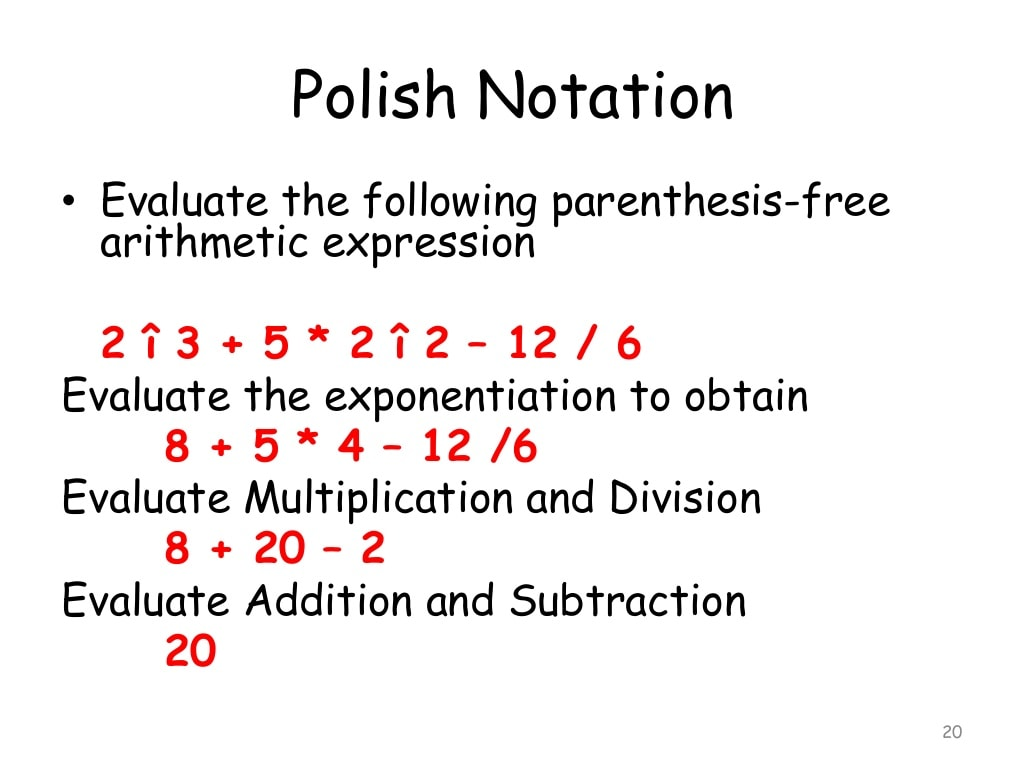 Polish Notation
• Evaluate the following parenthesis-free
arithmetic expression
2 î 3 + 5 * 2 î 2 – 12 / 6
Evaluate the exponentiation to obtain
8 + 5 * 4 – 12 /6
Evaluate Multiplication and Division
8 + 20 – 2
Evaluate Addition and Subtraction
20
20